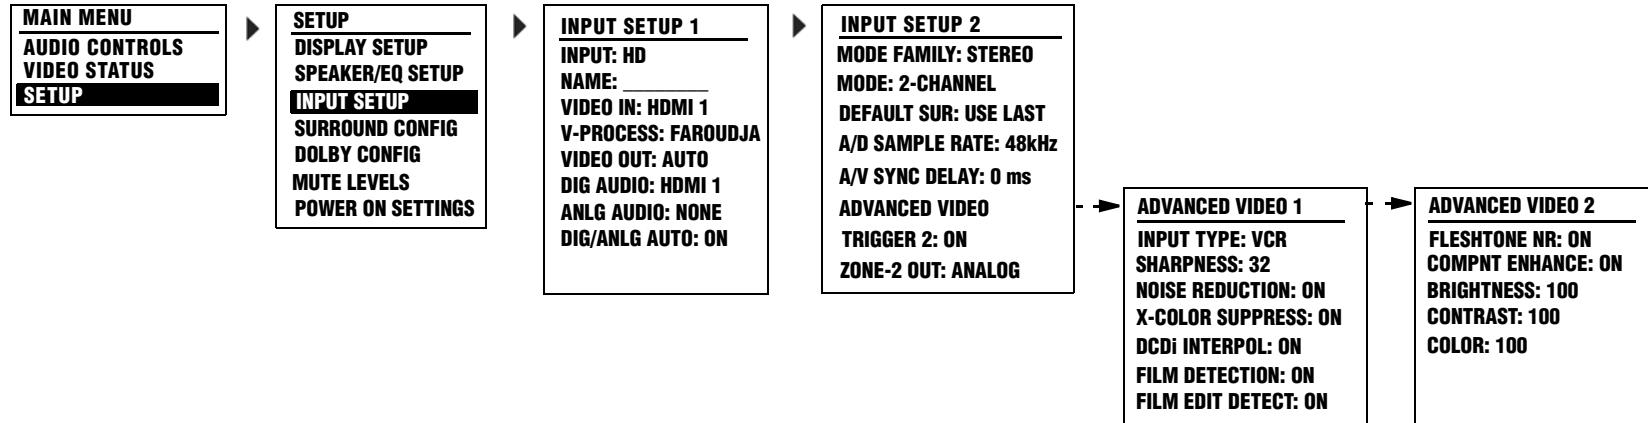 MAIN MENU
AUDIO CONTROLS
VIDEO STATUS
SETUP
SETUP
DISPLAY SETUP
SPEAKER/EQ SETUP
INPUT SETUP
SURROUND CONFIG
DOLBY CONFIG
MUTE LEVELS
POWER ON SETTINGS
INPUT SETUP 1
INPUT: HD
NAME: ________
VIDEO IN: HDMI 1
V-PROCESS: FAROUDJA
VIDEO OUT: AUTO
DIG AUDIO: HDMI 1
ANLG AUDIO: NONE
DIG/ANLG AUTO: ON
INPUT SETUP 2
MODE FAMILY: STEREO
MODE: 2-CHANNEL
DEFAULT SUR: USE LAST
A/D SAMPLE RATE: 48kHz
A/V SYNC DELAY: 0 ms
ADVANCED VIDEO
TRIGGER 2: ON
ZONE-2 OUT: ANALOG
ADVANCED VIDEO 1
INPUT TYPE: VCR
SHARPNESS: 32
NOISE REDUCTION: ON
X-COLOR SUPPRESS: ON
DCDi INTERPOL: ON
FILM DETECTION: ON
FILM EDIT DETECT: ON
ADVANCED VIDEO 2
FLESHTONE NR: ON
COMPNT ENHANCE: ON
BRIGHTNESS: 100
CONTRAST: 100
COLOR: 100